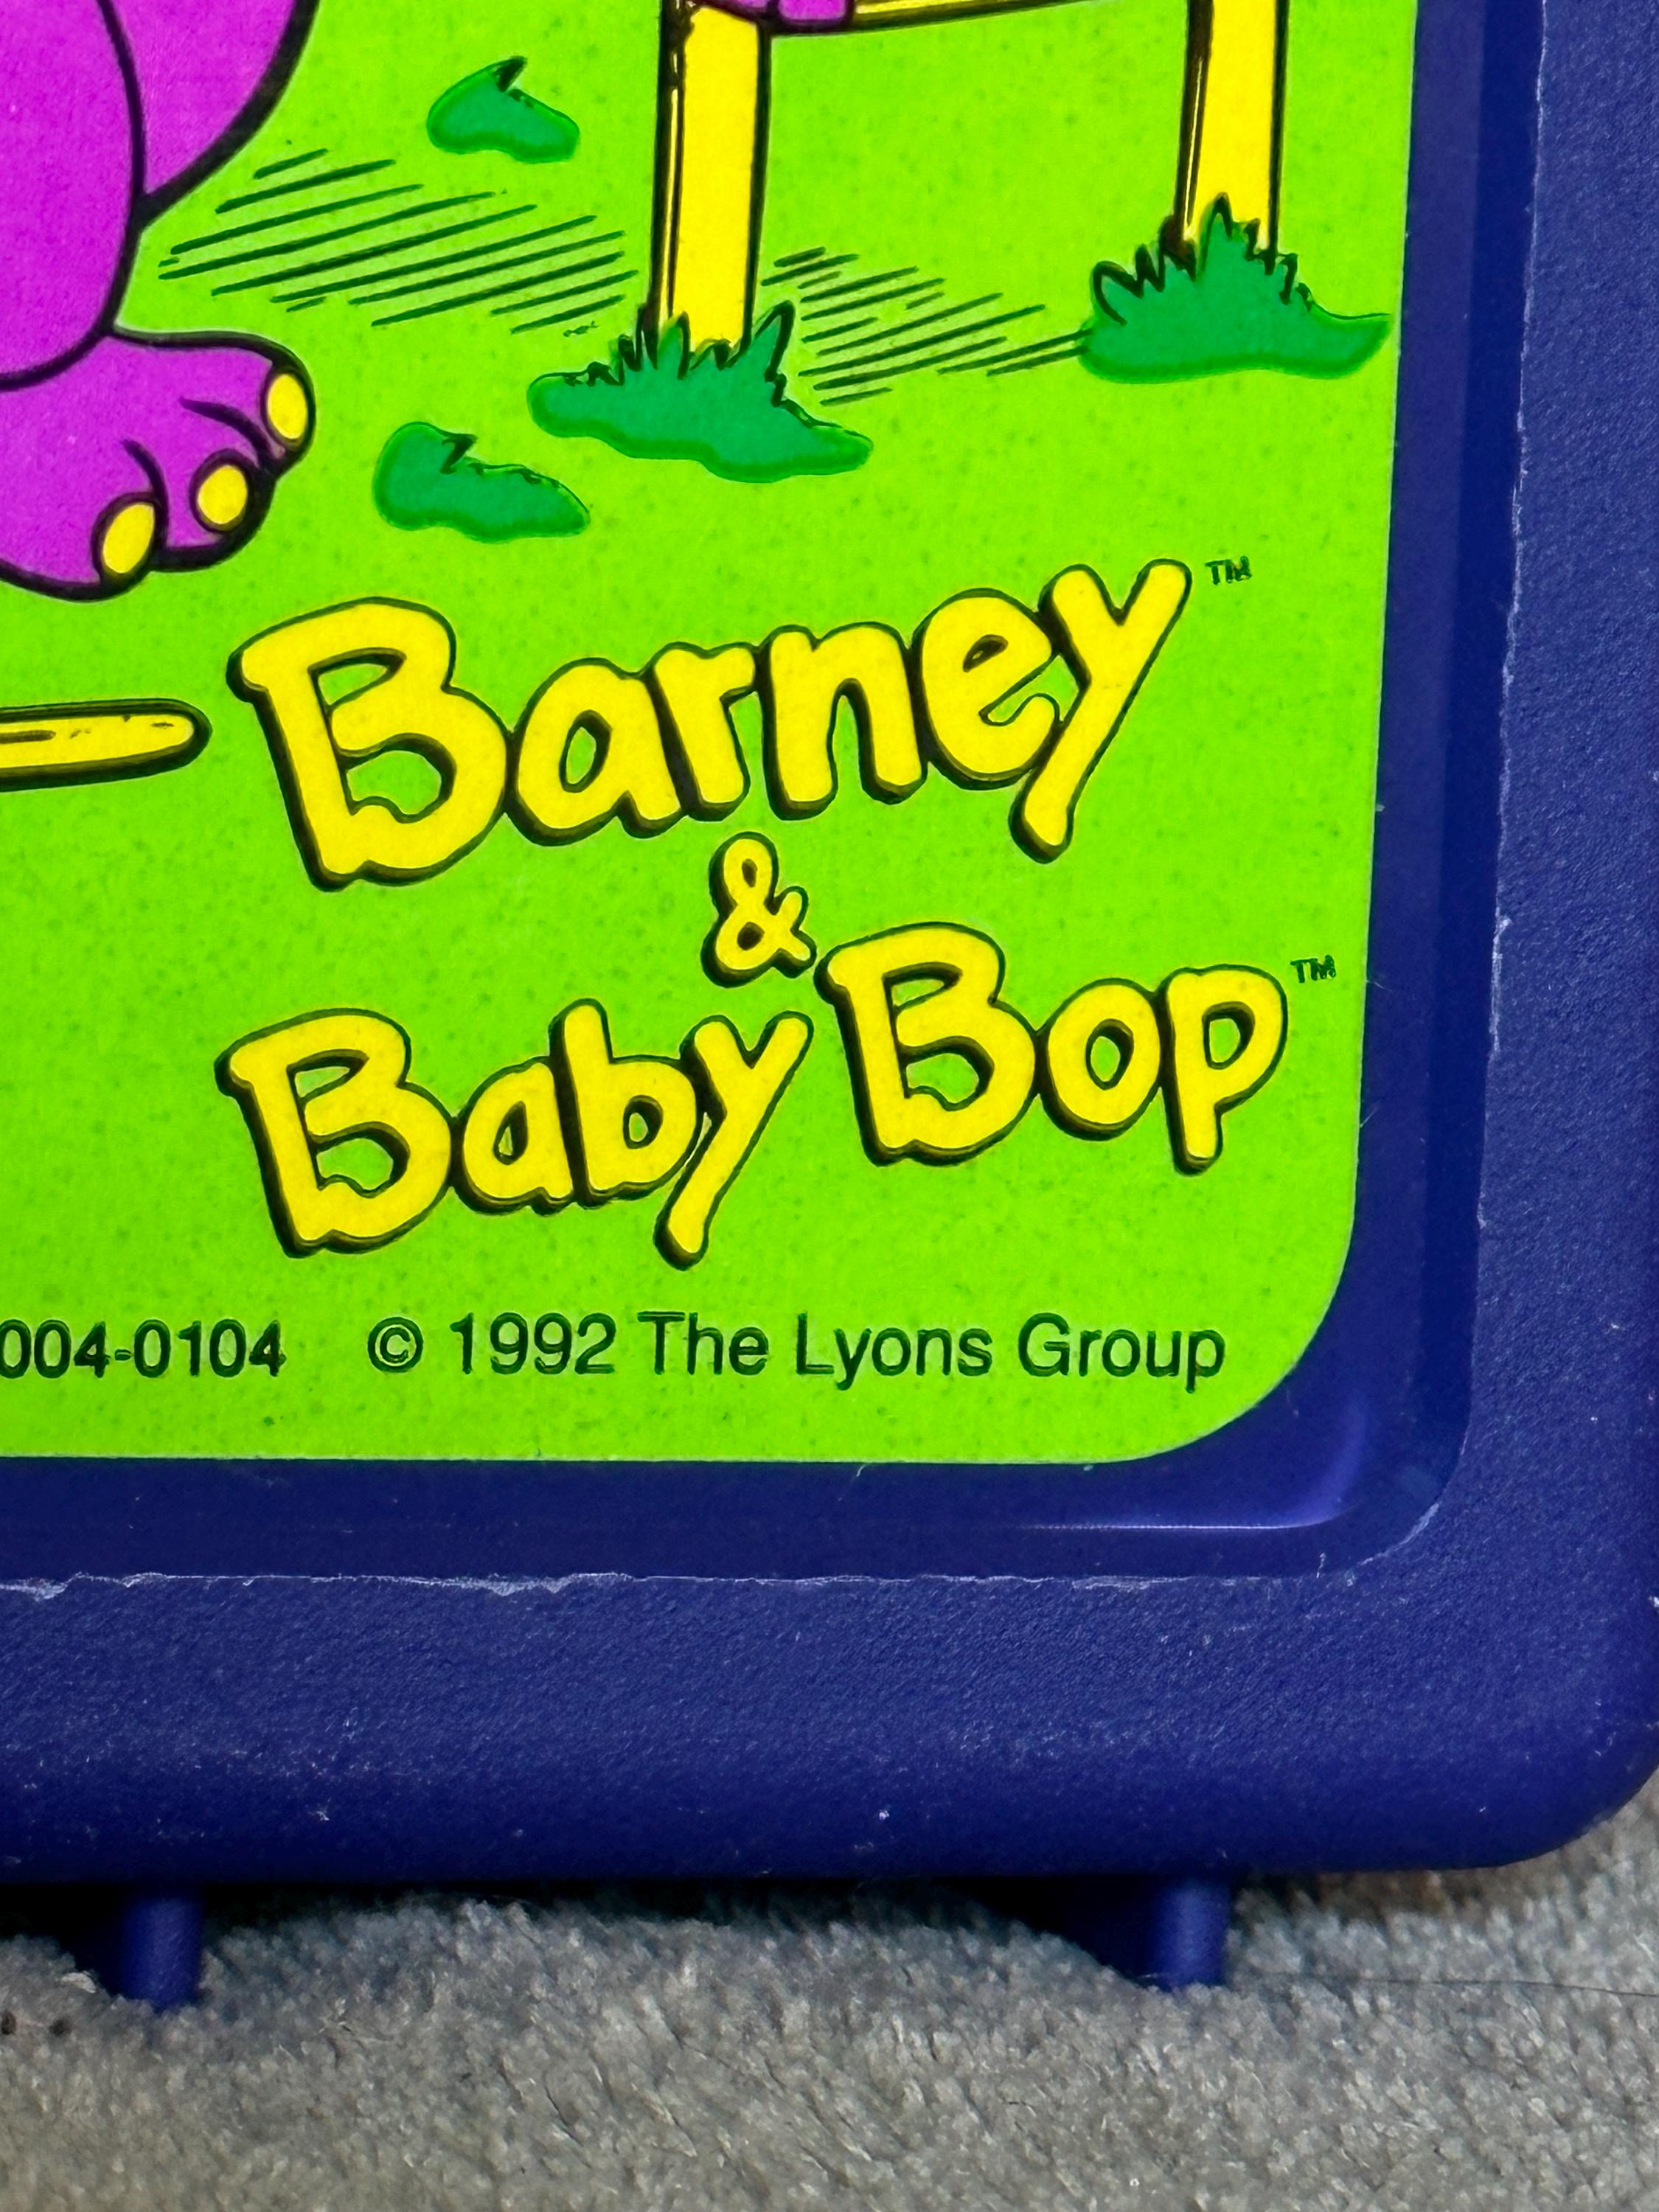 Barney™
&
Baby Bop™
004-0104 © 1992 The Lyons Group